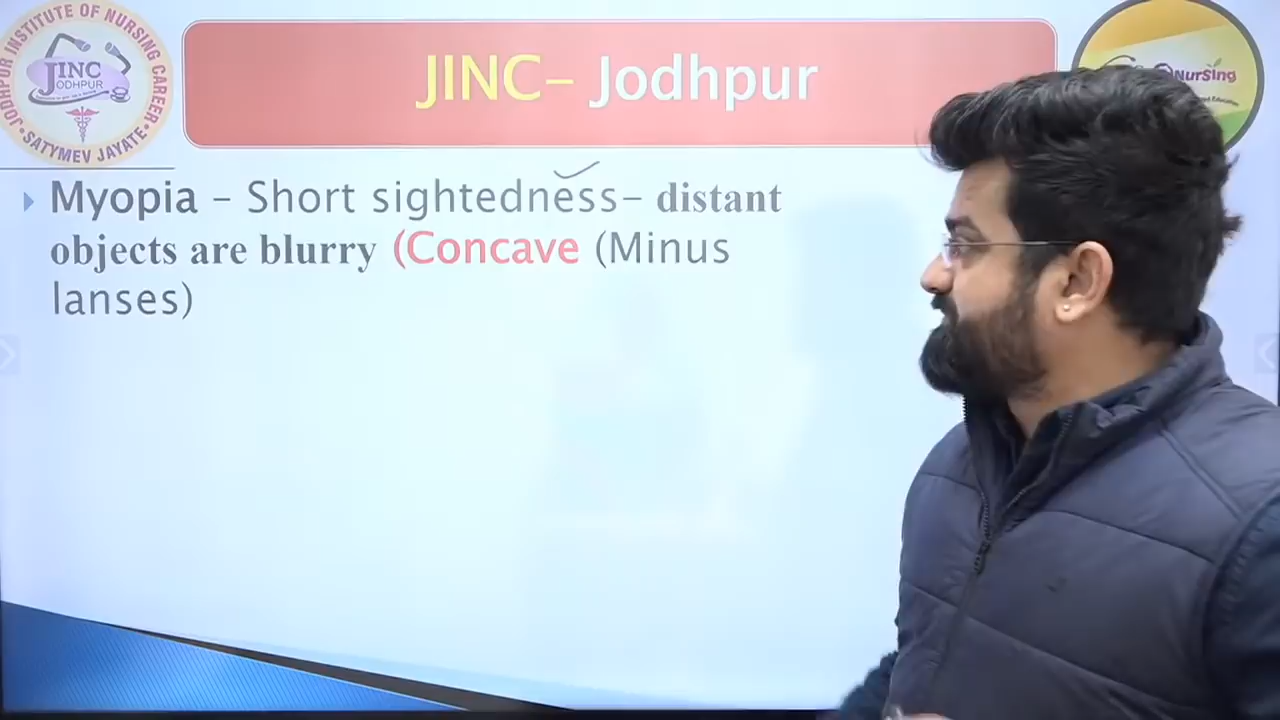 JODHPUR INSTITUTE OF NURSING CAREER
JINC
JODHPUR
SATYMEV JAYATE
JINC- Jodhpur
NursIng
Education
Myopia - Short sightedness- distant
objects are blurry (Concave (Minus
lanses)